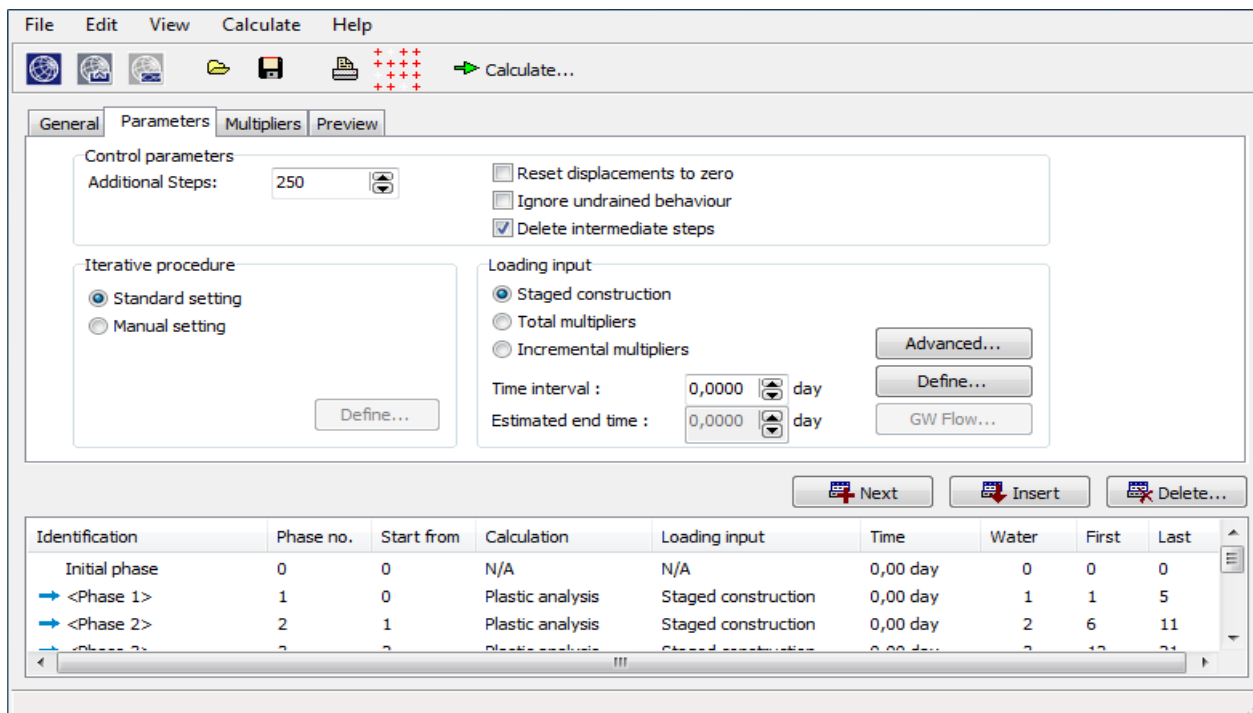 File Edit View Calculate Help
Calculate...
General Parameters Multipliers Preview
Control parameters
Additional Steps: 250
Reset displacements to zero
Ignore undrained behaviour
Delete intermediate steps
Iterative procedure
Standard setting
Manual setting
Define...
Loading input
Staged construction
Total multipliers
Incremental multipliers
Advanced...
Time interval : 0,0000 day
Define...
Estimated end time : 0,0000 day
GW Flow...
Next Insert Delete...
Identification Phase no. Start from Calculation Loading input Time Water First Last
Initial phase 0 0 N/A N/A 0,00 day 0 0 0
<Phase 1> 1 0 Plastic analysis Staged construction 0,00 day 1 1 5
<Phase 2> 2 1 Plastic analysis Staged construction 0,00 day 2 6 11